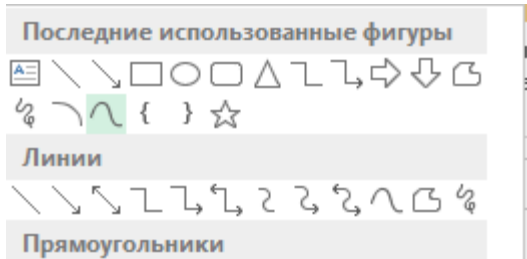 Последние использованные фигуры
Линии
Прямоугольники